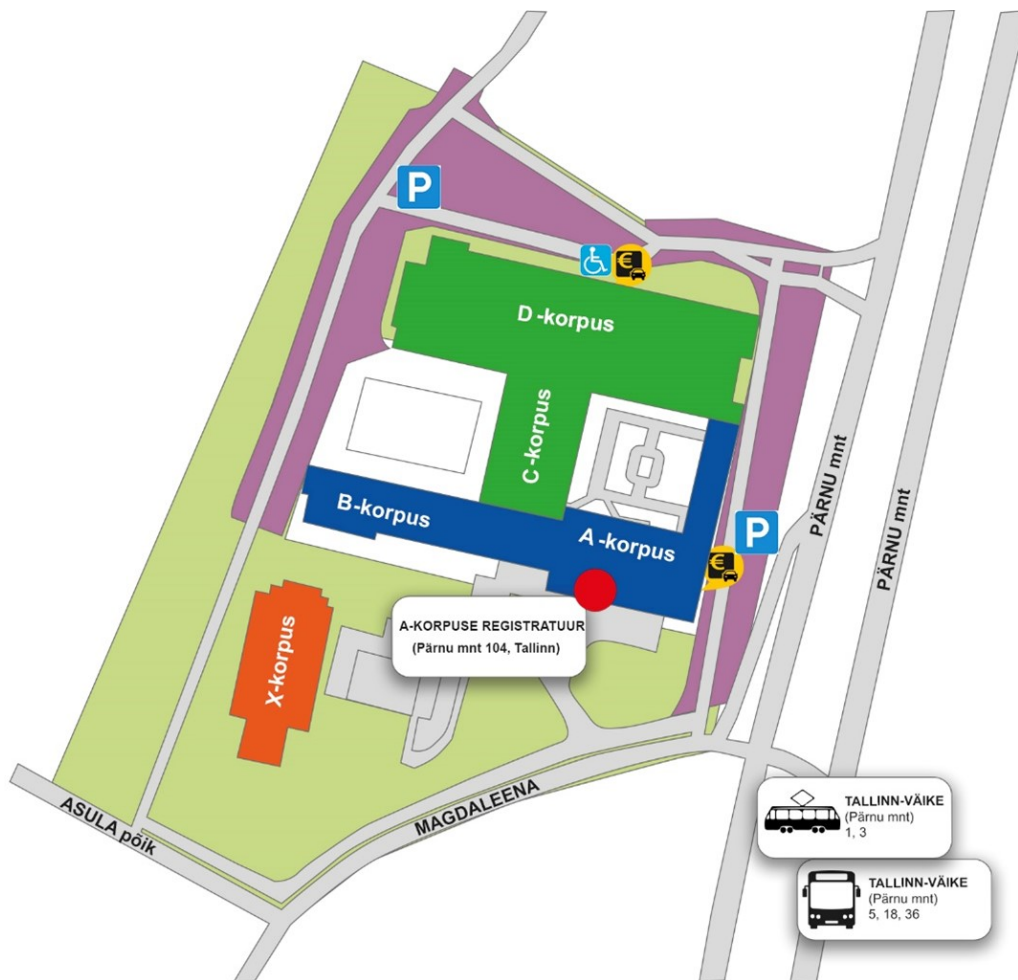 P
€
D -korpus
C-korpus
PÄRNU mnt
PÄRNU mnt
B-korpus
A -korpus
P
€
A-KORPUSE REGISTRATUUR
(Pärnu mnt 104, Tallinn)
X-korpus
MAGDALEENA
ASULA põik
TALLINN-VÄIKE
(Pärnu mnt)
1, 3
TALLINN-VÄIKE
(Pärnu mnt)
5, 18, 36